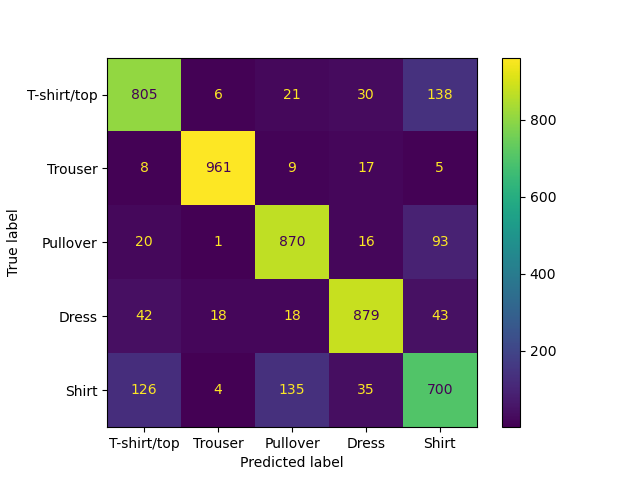 T-shirt/top 805 6 21 30 138
Trouser 8 961 9 17 5
Pullover 20 1 870 16 93
Dress 42 18 18 879 43
Shirt 126 4 135 35 700
T-shirt/top Trouser Pullover Dress Shirt
Predicted label
True label
800
600
400
200